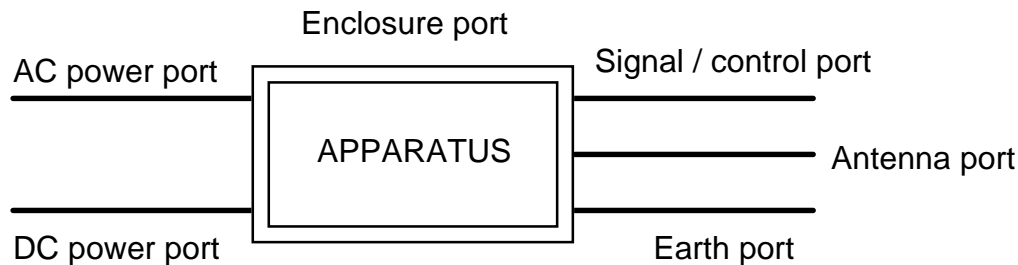 Enclosure port
AC power port
Signal / control port
APPARATUS
Antenna port
DC power port
Earth port